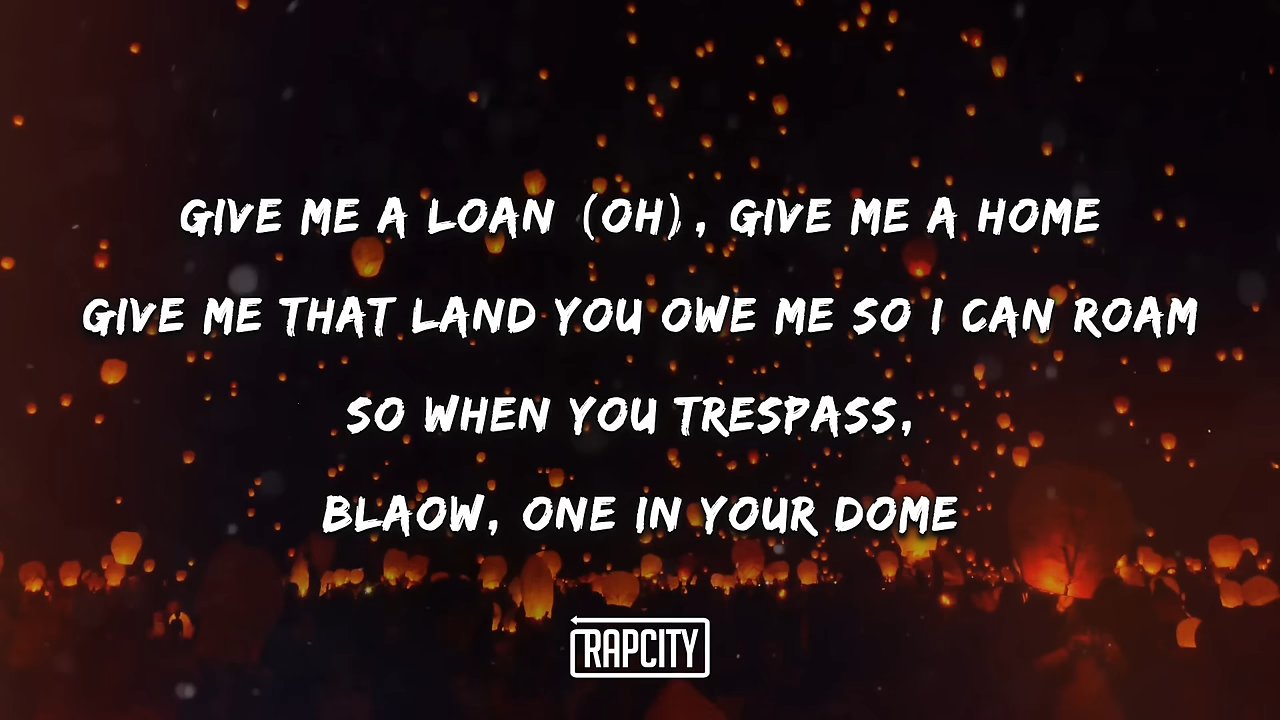 GIVE ME A LOAN (OH), GIVE ME A HOME
GIVE ME THAT LAND YOU OWE ME SO I CAN ROAM
SO WHEN YOU TRESPASS,
BLAOW, ONE IN YOUR DOME
RAPCITY